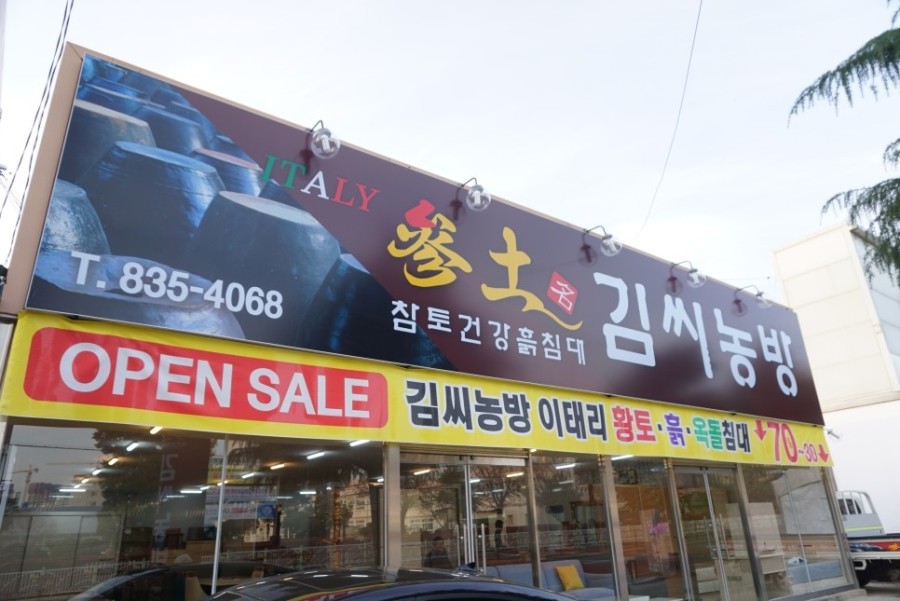 ITALY
T. 835-4068
參土
名
참토건강흙침대
김씨농방
OPEN SALE
김씨농방 이태리 황토·흙·옥돌침대 ↓70~30↓